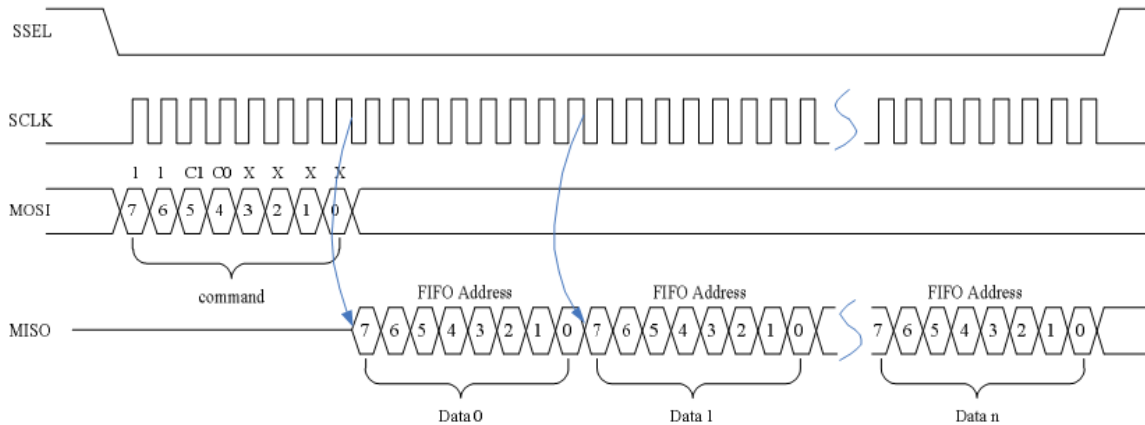 SSEL
SCLK
1 1 C1 C0 X X X X
MOSI 7 6 5 4 3 2 1 0
command
FIFO Address FIFO Address FIFO Address
MISO 7 6 5 4 3 2 1 0 7 6 5 4 3 2 1 0 7 6 5 4 3 2 1 0
Data 0 Data 1 Data n